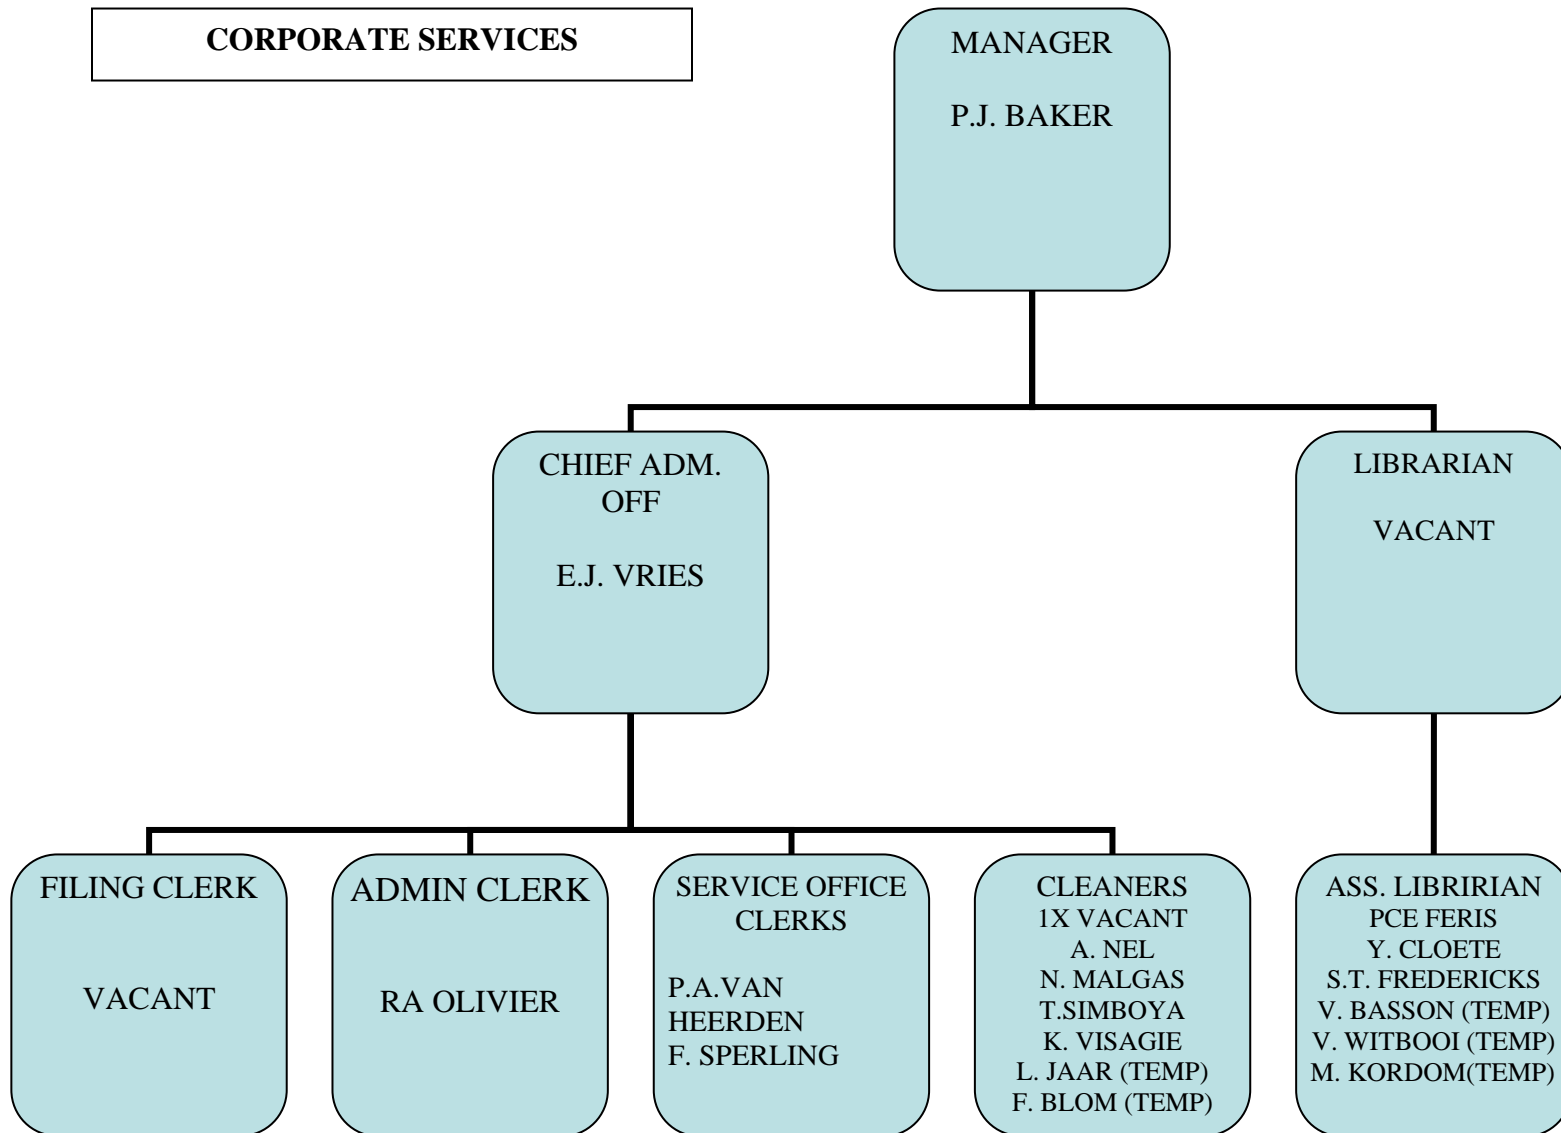 CORPORATE SERVICES
MANAGER
P.J. BAKER
CHIEF ADM.
OFF
E.J. VRIES
LIBRARIAN
VACANT
FILING CLERK
VACANT
ADMIN CLERK
RA OLIVIER
SERVICE OFFICE
CLERKS
P.A.VAN
HEERDEN
F. SPERLING
CLEANERS
1X VACANT
A. NEL
N. MALGAS
T.SIMBOYA
K. VISAGIE
L. JAAR (TEMP)
F. BLOM (TEMP)
ASS. LIBRIRIAN
PCE FERIS
Y. CLOETE
S.T. FREDERICKS
V. BASSON (TEMP)
V. WITBOOI (TEMP)
M. KORDOM(TEMP)